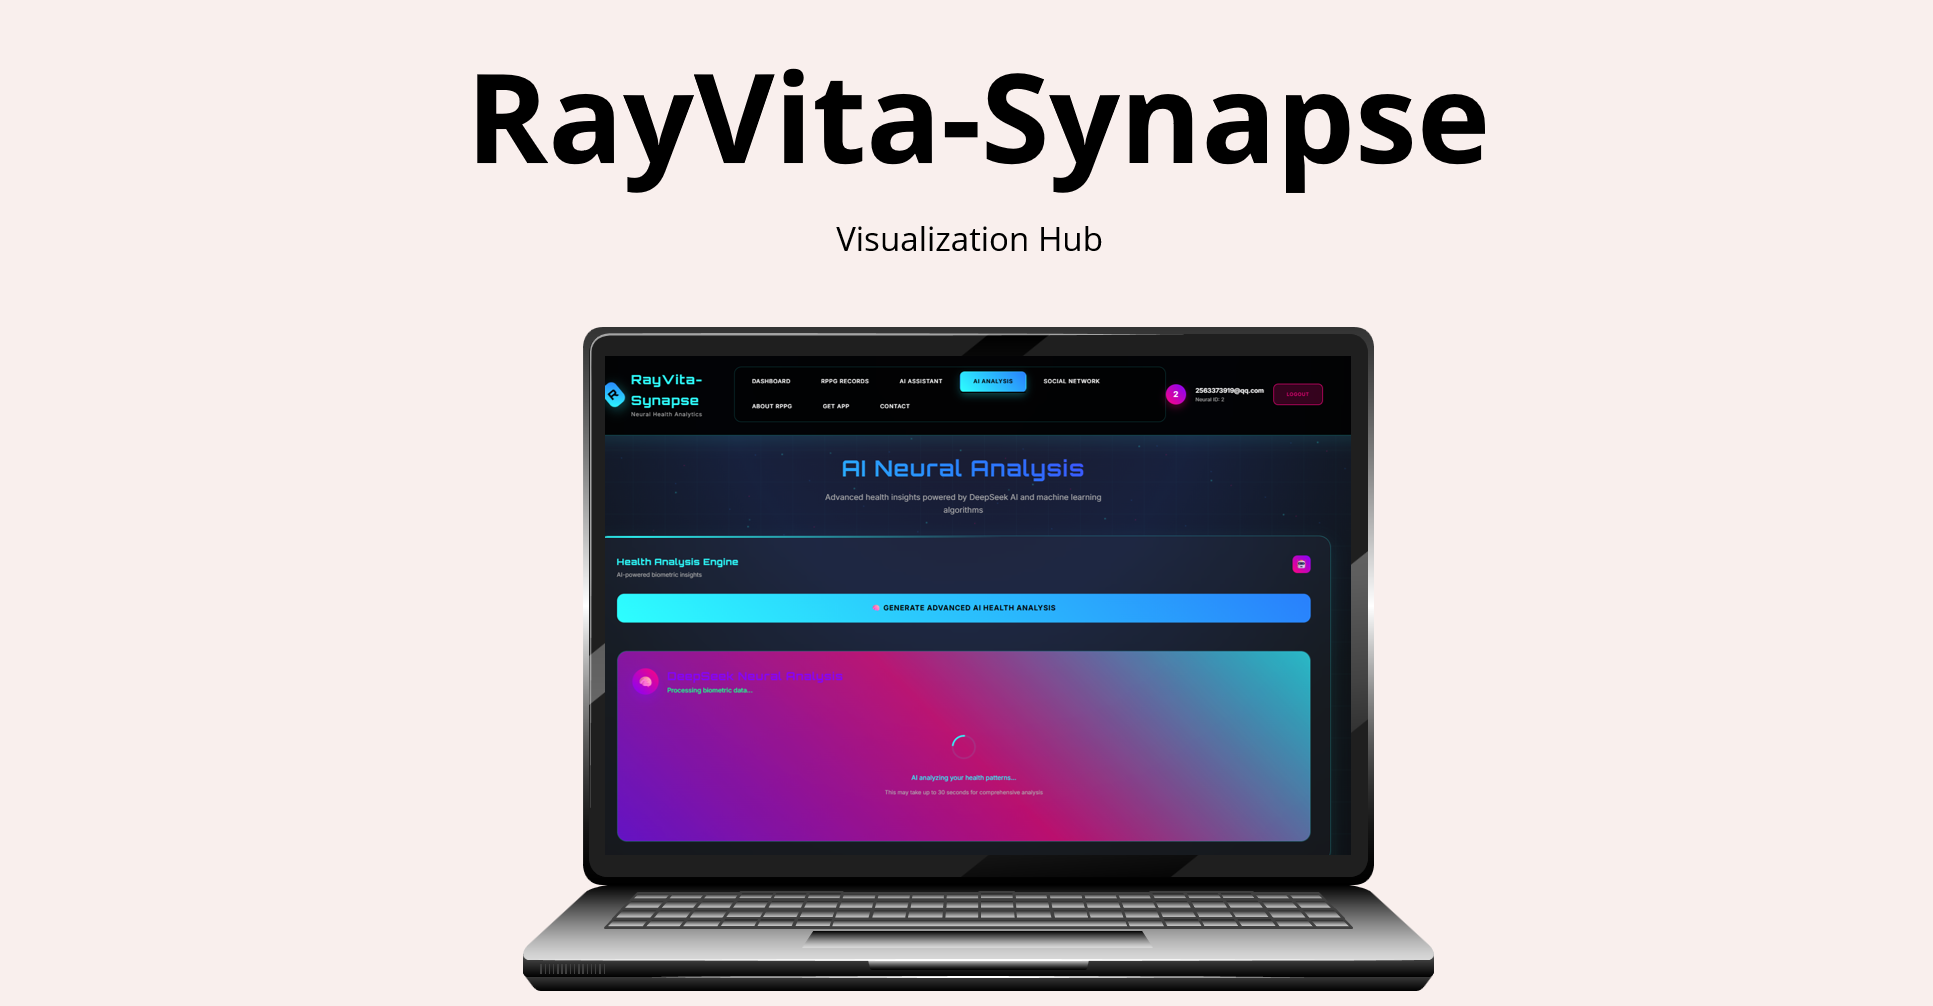 RayVita-Synapse
Visualization Hub
R
RayVita-
Synapse
Neural Health Analytics
DASHBOARD RPPG RECORDS AI ASSISTANT AI ANALYSIS SOCIAL NETWORK
ABOUT RPPG GET APP CONTACT
2
2563373919@qq.com
Neural ID: 2
LOGOUT
AI Neural Analysis
Advanced health insights powered by DeepSeek AI and machine learning
algorithms
Health Analysis Engine
AI-powered biometric insights
GENERATE ADVANCED AI HEALTH ANALYSIS
DeepSeek Neural Analysis
Processing biometric data...
AI analyzing your health patterns...
This may take up to 30 seconds for comprehensive analysis